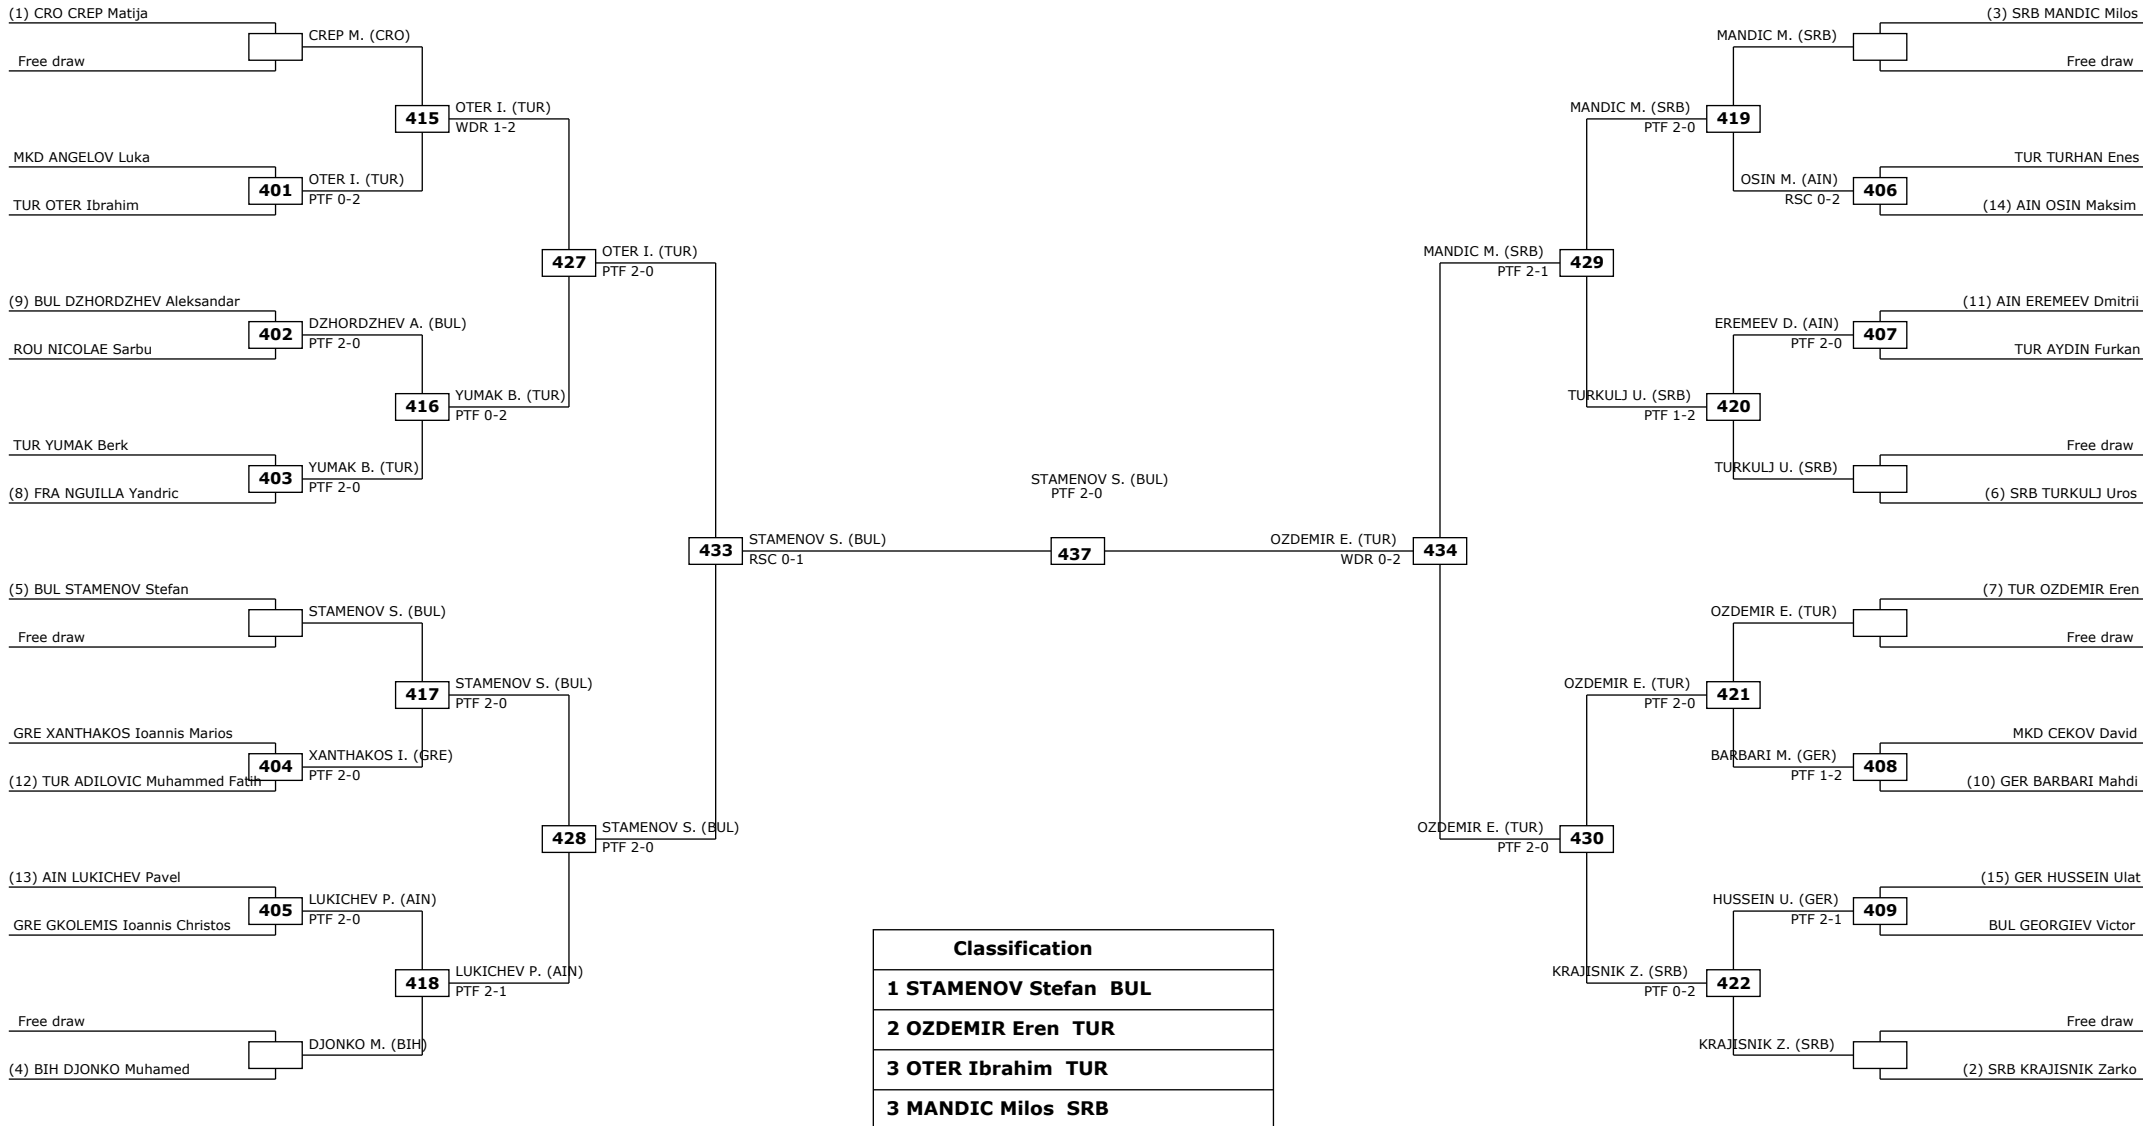 (1) CRO CREP Matija
Free draw
CREP M. (CRO)
415
OTER I. (TUR)
WDR 1-2
MKD ANGELOV Luka
TUR OTER Ibrahim
401
OTER I. (TUR)
PTF 0-2
427
OTER I. (TUR)
PTF 2-0
(9) BUL DZHORDZHEV Aleksandar
ROU NICOLAE Sarbu
402
DZHORDZHEV A. (BUL)
PTF 2-0
416
YUMAK B. (TUR)
PTF 0-2
TUR YUMAK Berk
(8) FRA NGUILLA Yandric
403
YUMAK B. (TUR)
PTF 2-0
433
STAMENOV S. (BUL)
RSC 0-1
(5) BUL STAMENOV Stefan
Free draw
STAMENOV S. (BUL)
417
STAMENOV S. (BUL)
PTF 2-0
GRE XANTHAKOS Ioannis Marios
(12) TUR ADILOVIC Muhammed Fatih
404
XANTHAKOS I. (GRE)
PTF 2-0
428
STAMENOV S. (BUL)
PTF 2-0
(13) AIN LUKICHEV Pavel
GRE GKOLEMIS Ioannis Christos
405
LUKICHEV P. (AIN)
PTF 2-0
418
LUKICHEV P. (AIN)
PTF 2-1
Free draw
(4) BIH DJONKO Muhamed
DJONKO M. (BIH)
STAMENOV S. (BUL)
PTF 2-0
437
(3) SRB MANDIC Milos
Free draw
MANDIC M. (SRB)
419
MANDIC M. (SRB)
PTF 2-0
TUR TURHAN Enes
(14) AIN OSIN Maksim
406
OSIN M. (AIN)
RSC 0-2
429
MANDIC M. (SRB)
PTF 2-1
(11) AIN EREMEEV Dmitrii
TUR AYDIN Furkan
407
EREMEEV D. (AIN)
PTF 2-0
420
TURKULJ U. (SRB)
PTF 1-2
Free draw
(6) SRB TURKULJ Uros
TURKULJ U. (SRB)
434
OZDEMIR E. (TUR)
WDR 0-2
(7) TUR OZDEMIR Eren
Free draw
OZDEMIR E. (TUR)
421
OZDEMIR E. (TUR)
PTF 2-0
MKD CEKOV David
(10) GER BARBARI Mahdi
408
BARBARI M. (GER)
PTF 1-2
430
OZDEMIR E. (TUR)
PTF 2-0
(15) GER HUSSEIN Ulat
BUL GEORGIEV Victor
409
HUSSEIN U. (GER)
PTF 2-1
422
KRAJISNIK Z. (SRB)
PTF 0-2
Free draw
(2) SRB KRAJISNIK Zarko
KRAJISNIK Z. (SRB)
Classification
1 STAMENOV Stefan BUL
2 OZDEMIR Eren TUR
3 OTER Ibrahim TUR
3 MANDIC Milos SRB